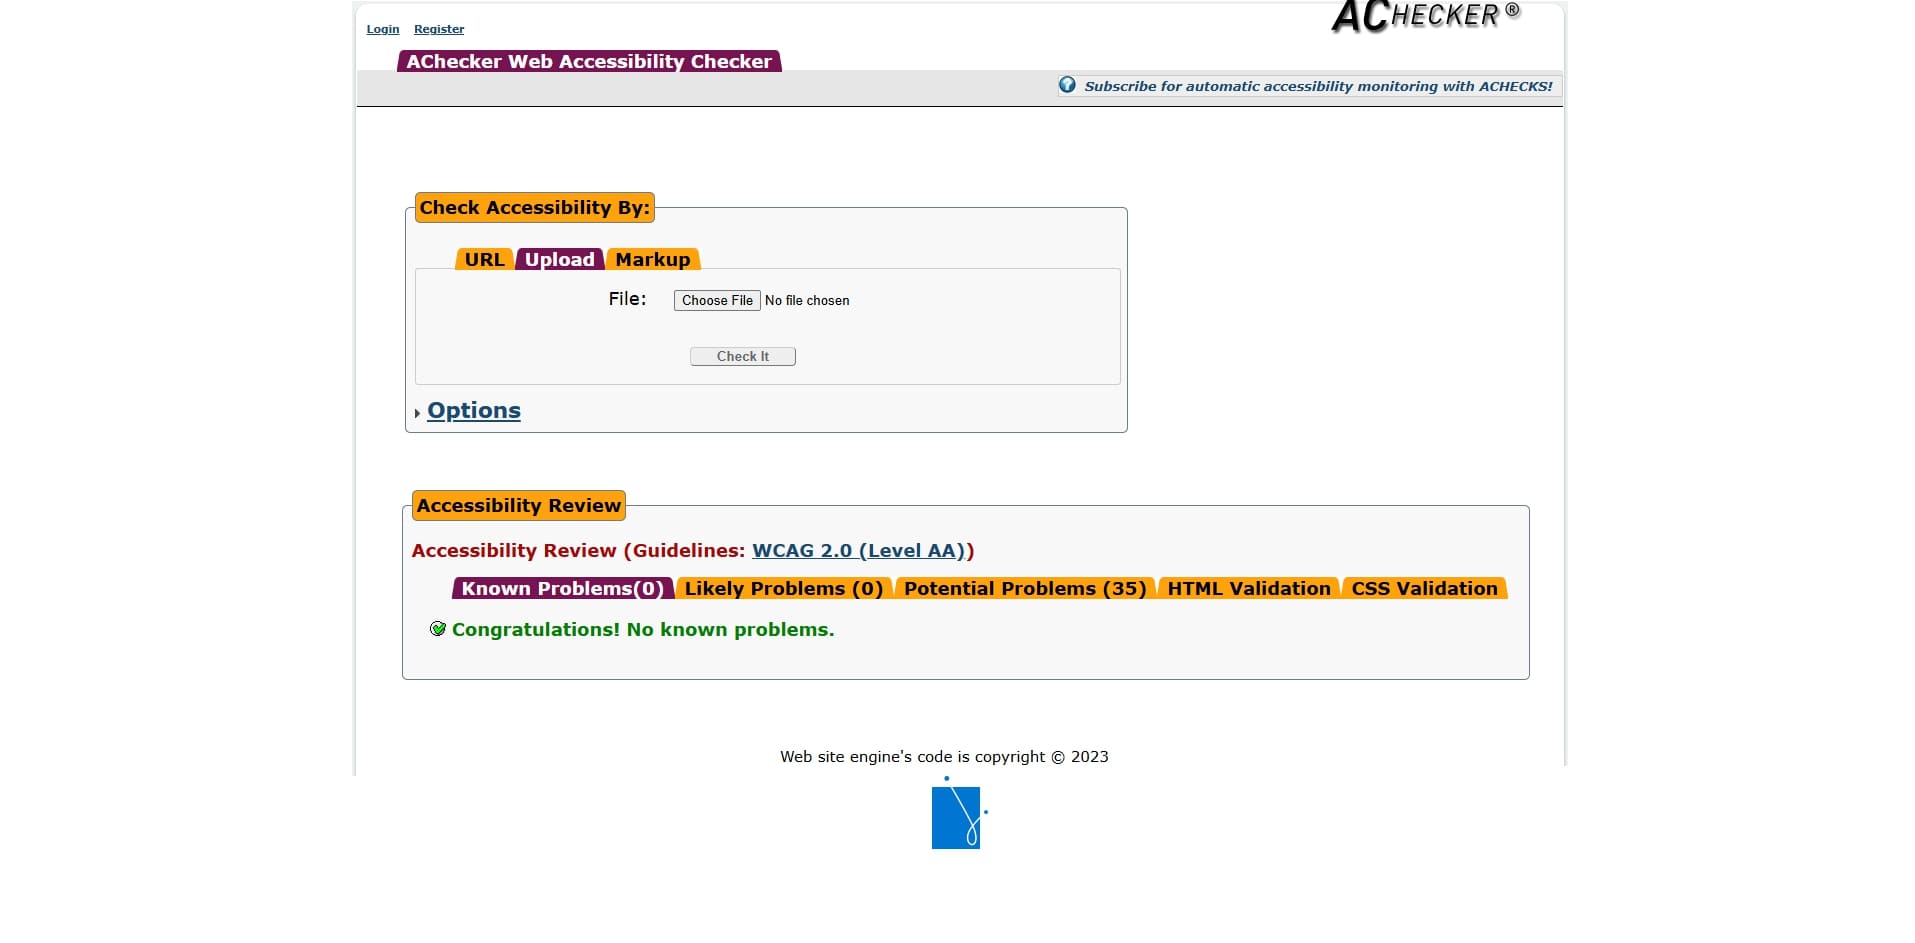 Login Register
ACHECKER®
AChecker Web Accessibility Checker
Subscribe for automatic accessibility monitoring with ACHECKS!
Check Accessibility By:
URL Upload Markup
File: Choose File No file chosen
Check It
Options
Accessibility Review
Accessibility Review (Guidelines: WCAG 2.0 (Level AA))
Known Problems(0) Likely Problems (0) Potential Problems (35) HTML Validation CSS Validation
Congratulations! No known problems.
Web site engine's code is copyright © 2023